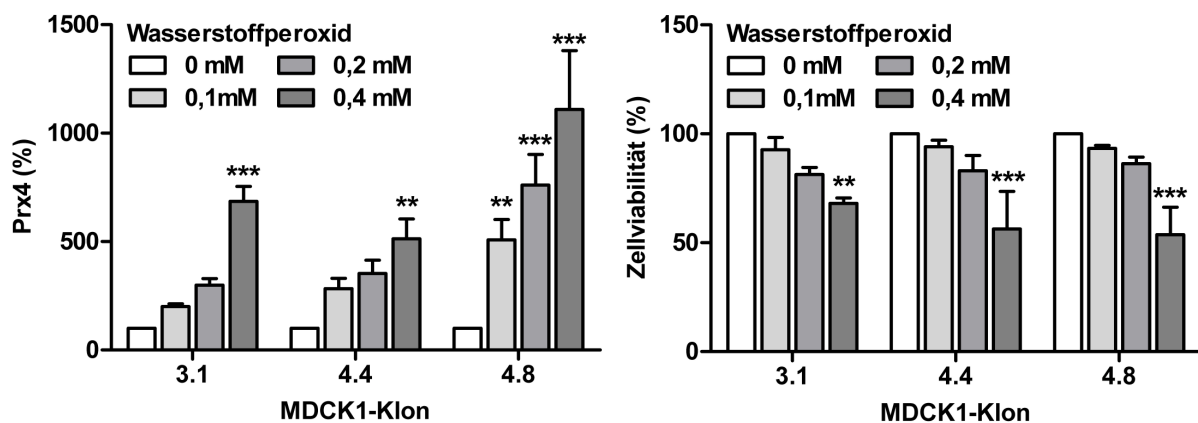 1500
1000
500
0
Prx4 (%)
Wasserstoffperoxid
0 mM 0,2 mM
0,1mM 0,4 mM
*** ** ** *** ***
3.1 4.4 4.8
MDCK1-Klon
150
100
50
0
Zellviabilität (%)
Wasserstoffperoxid
0 mM 0,2 mM
0,1mM 0,4 mM
** *** ***
3.1 4.4 4.8
MDCK1-Klon